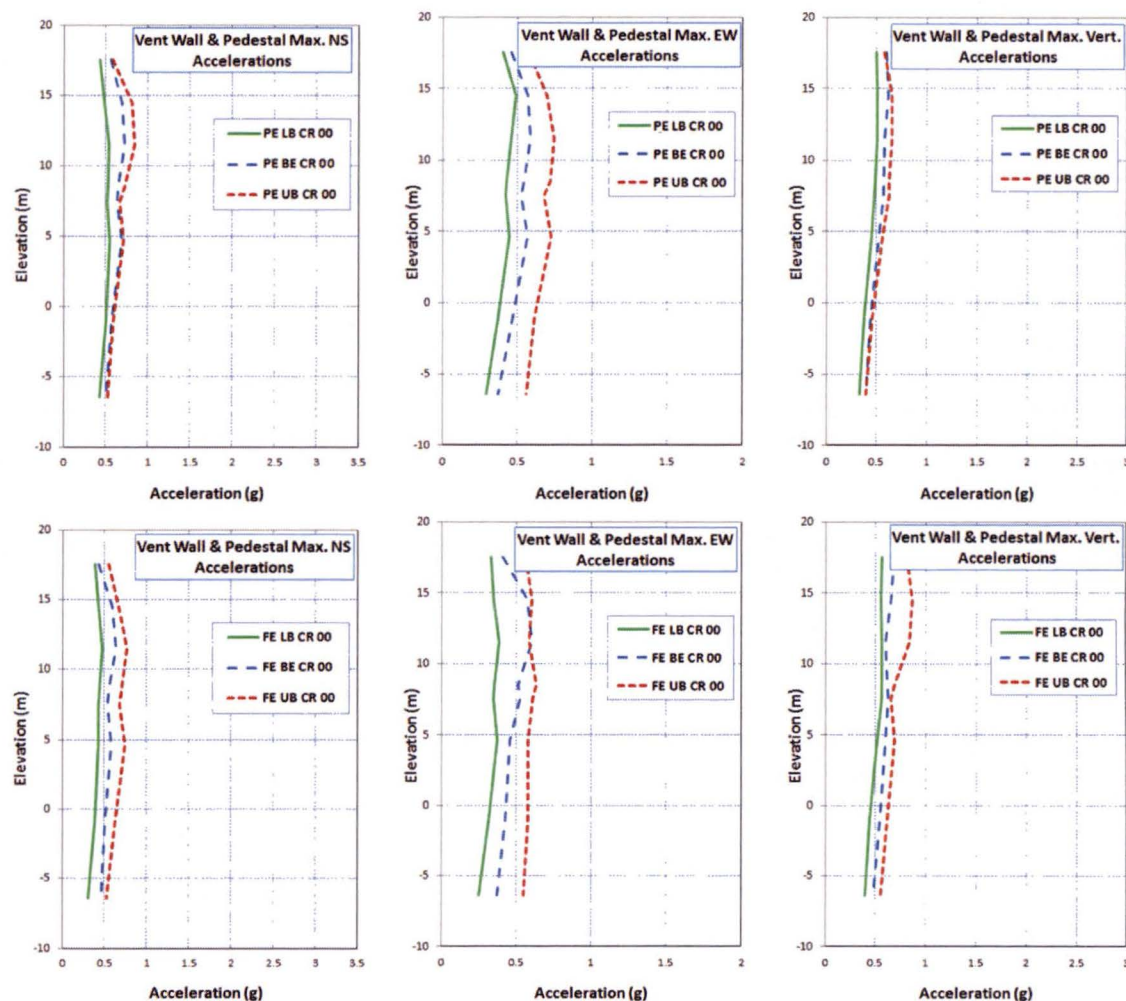 Vent Wall & Pedestal Max. NS
Accelerations
PE LB CR 00
PE BE CR 00
PE UB CR 00
Elevation (m)
20
15
10
5
0
-5
-10
0
0.5
1
1.5
2
2.5
3
3.5
Acceleration (g)
Vent Wall & Pedestal Max. EW
Accelerations
PE LB CR 00
PE BE CR 00
PE UB CR 00
Elevation (m)
20
15
10
5
0
-5
-10
0
0.5
1
1.5
2
Acceleration (g)
Vent Wall & Pedestal Max. Vert.
Accelerations
PE LB CR 00
PE BE CR 00
PE UB CR 00
Elevation (m)
20
15
10
5
0
-5
-10
0
0.5
1
1.5
2
2.5
3
Acceleration (g)
Vent Wall & Pedestal Max. NS
Accelerations
FE LB CR 00
FE BE CR 00
FE UB CR 00
Elevation (m)
20
15
10
5
0
-5
-10
0
0.5
1
1.5
2
2.5
3
3.5
Acceleration (g)
Vent Wall & Pedestal Max. EW
Accelerations
FE LB CR 00
FE BE CR 00
FE UB CR 00
Elevation (m)
20
15
10
5
0
-5
-10
0
0.5
1
1.5
2
Acceleration (g)
Vent Wall & Pedestal Max. Vert.
Accelerations
FE LB CR 00
FE BE CR 00
FE UB CR 00
Elevation (m)
20
15
10
5
0
-5
-10
0
0.5
1
1.5
2
2.5
3
Acceleration (g)